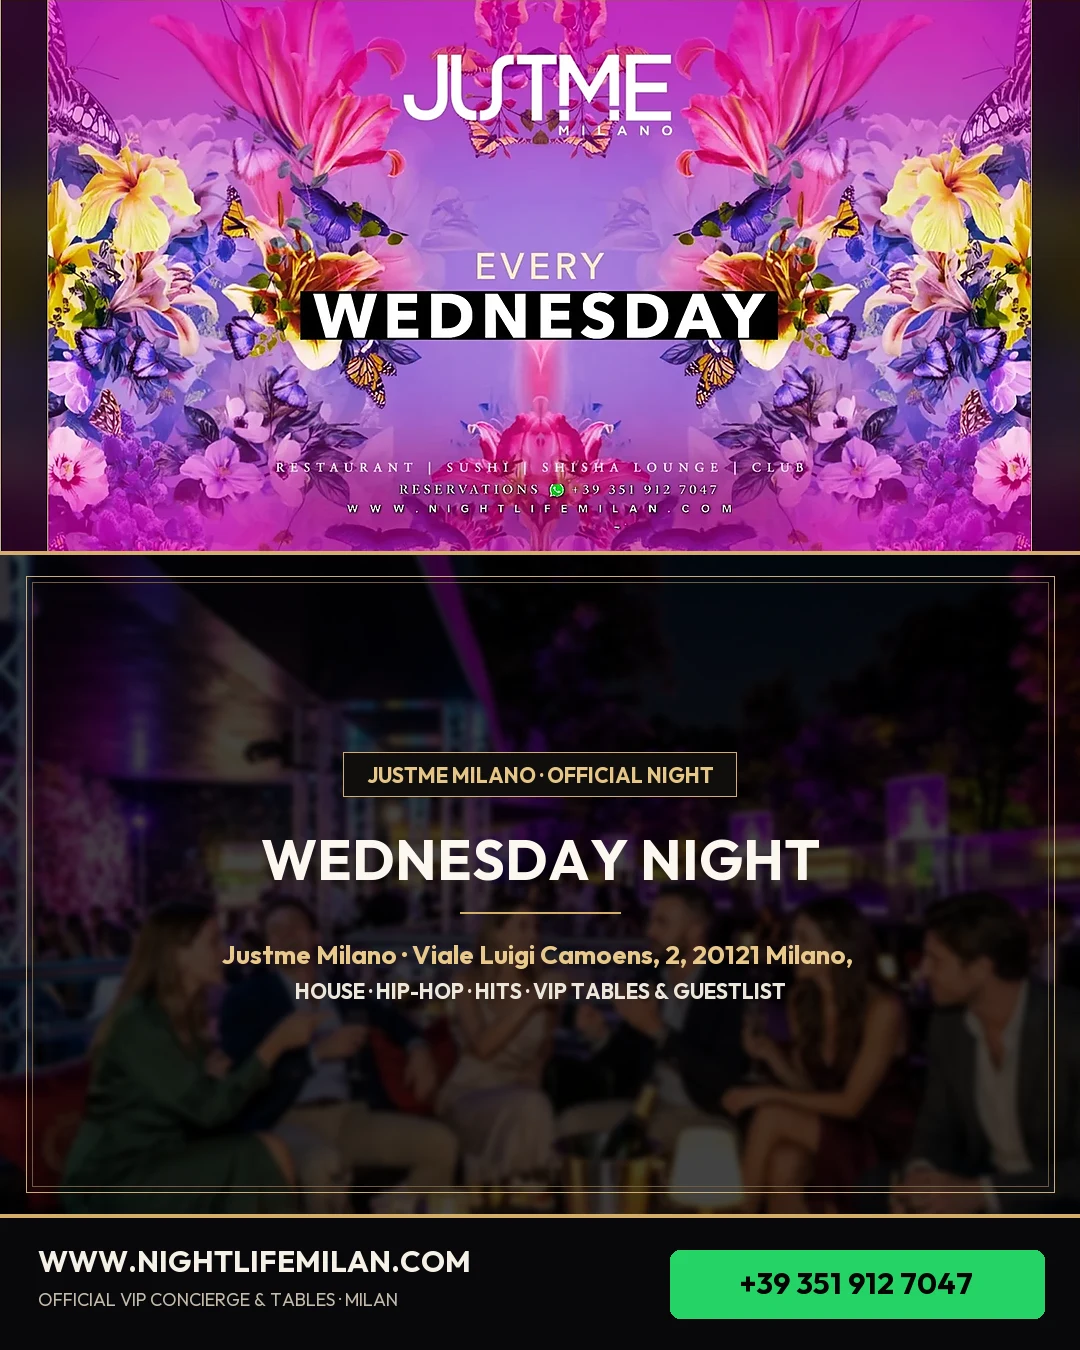 JUSTME
MILANO
EVERY
WEDNESDAY
RESTAURANT | SUSHI | SHISHA LOUNGE | CLUB
RESERVATIONS +39 351 912 7047
WWW.NIGHTLIFEMILAN.COM
JUSTME MILANO · OFFICIAL NIGHT
WEDNESDAY NIGHT
Justme Milano · Viale Luigi Camoens, 2, 20121 Milano,
HOUSE · HIP-HOP · HITS · VIP TABLES & GUESTLIST
WWW.NIGHTLIFEMILAN.COM
OFFICIAL VIP CONCIERGE & TABLES · MILAN
+39 351 912 7047